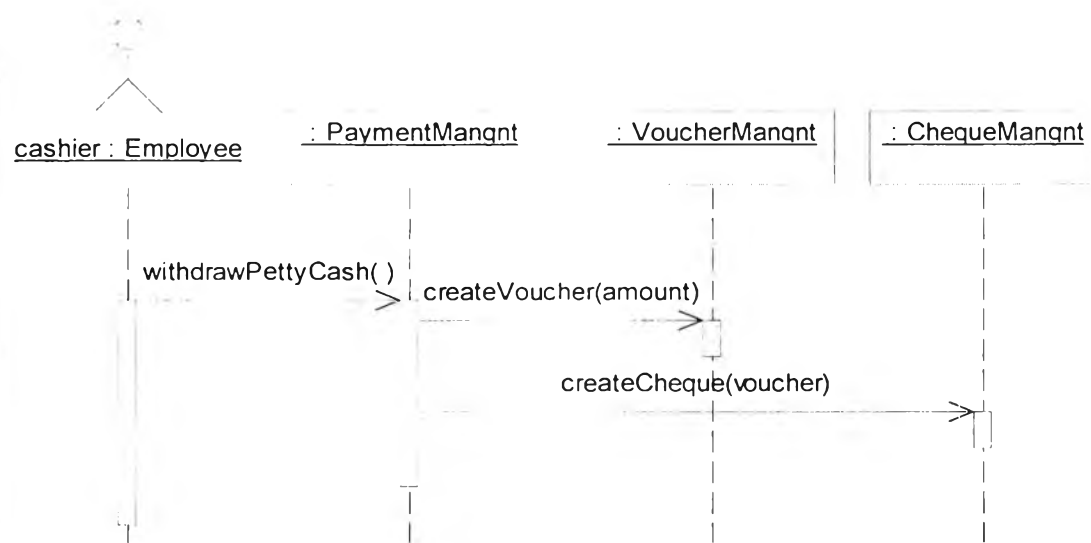 cashier : Employee
: PaymentMangnt
: VoucherMangnt
: ChequeMangnt
withdrawPettyCash( )
createVoucher(amount)
createCheque(voucher)